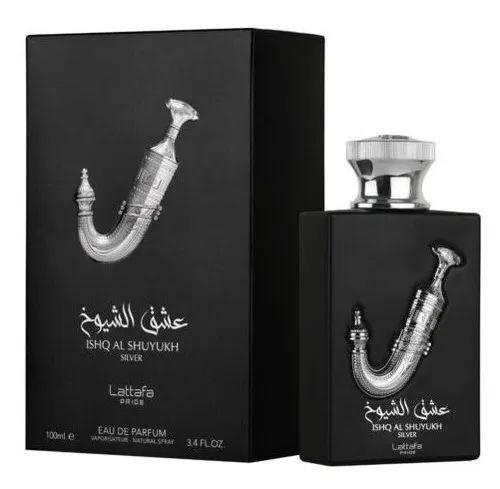 عشق الشيوخ
ISHQ AL SHUYUKH
SILVER
Lattafa
PRIDE
EAU DE PARFUM
100ml.e VAPORISATEUR - NATURAL SPRAY 3.4 FL.OZ.
عشق الشيوخ
ISHQ AL SHUYUKH
SILVER
Lattafa
PRIDE